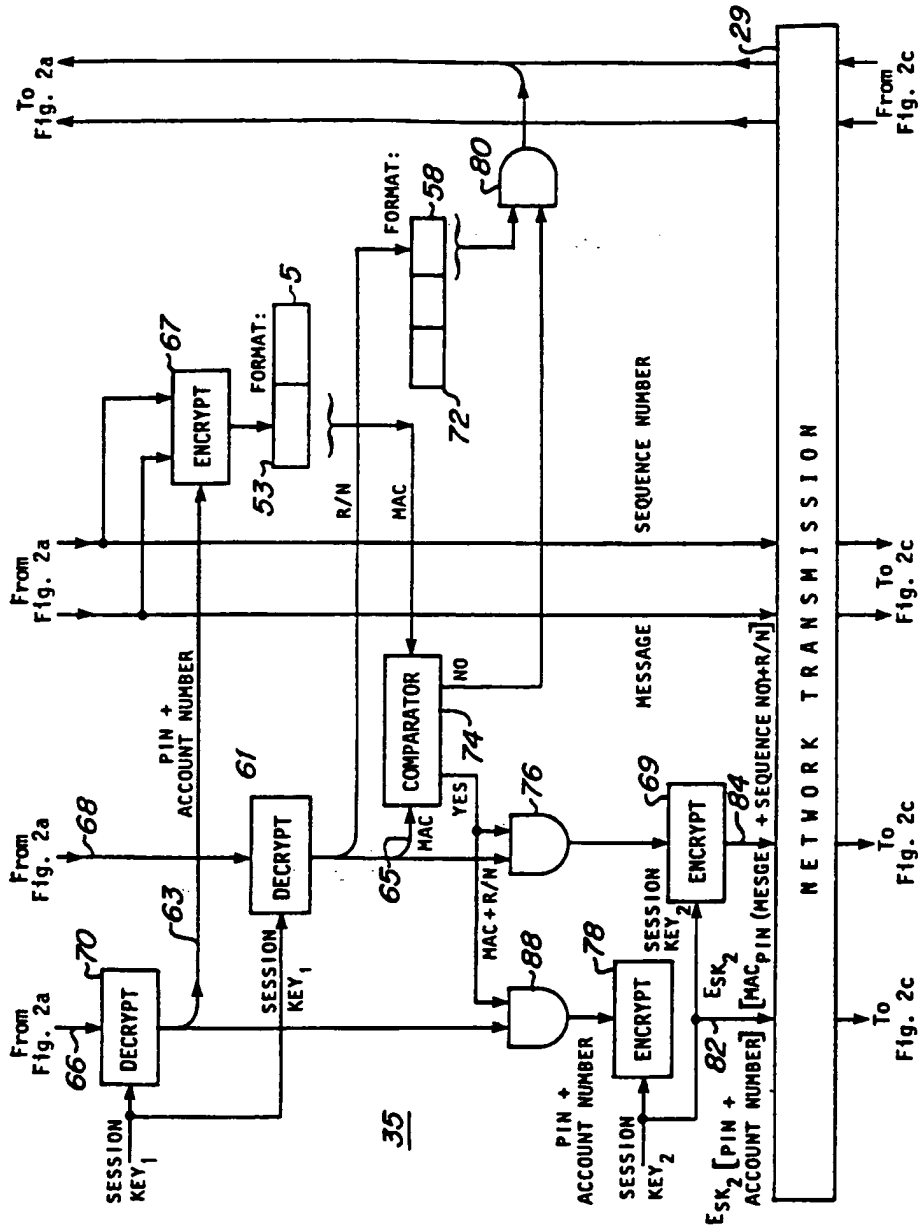 From
Fig. 2a
From
Fig. 2a
From
Fig. 2a
To
Fig. 2a
66
70
DECRYPT
63
68
61
DECRYPT
PIN +
ACCOUNT NUMBER
67
ENCRYPT
FORMAT:
53
5
SESSION
KEY1
SESSION
KEY1
R/N
MAC
FORMAT:
58
72
65
MAC
COMPARATOR
74
YES
NO
80
35
MAC+R/N
88
76
PIN +
ACCOUNT NUMBER
78
ENCRYPT
SESSION
KEY2
SESSION
KEY2
69
ENCRYPT
MESSAGE
SEQUENCE NUMBER
ESK2 [PIN +
ACCOUNT NUMBER]
82
ESK2
[MACPIN (MESGE + SEQUENCE NO)+R/N]
84
29
NETWORK TRANSMISSION
To
Fig. 2c
To
Fig. 2c
To
Fig. 2c
From
Fig. 2c